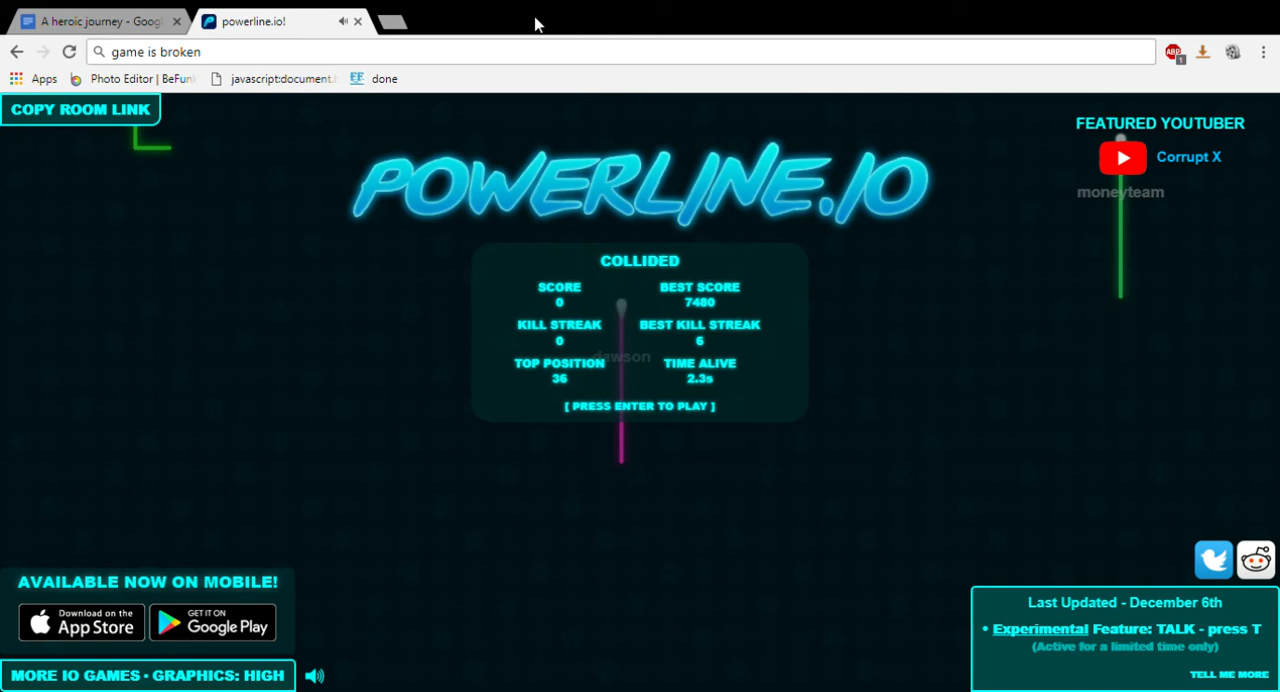 A heroic journey - Goog
powerline.io!
game is broken
Apps
Photo Editor | BeFun
javascript:document.
EF done
COPY ROOM LINK
FEATURED YOUTUBER
Corrupt X
moneyteam
POWERLINE.IO
COLLIDED
SCORE BEST SCORE
0 7480
KILL STREAK BEST KILL STREAK
0 6
dawson
TOP POSITION TIME ALIVE
36 2.3s
[ PRESS ENTER TO PLAY ]
AVAILABLE NOW ON MOBILE!
Download on the
App Store
GET IT ON
Google Play
MORE IO GAMES • GRAPHICS: HIGH
Last Updated - December 6th
• Experimental Feature: TALK - press T
(Active for a limited time only)
TELL ME MORE
ABP
1